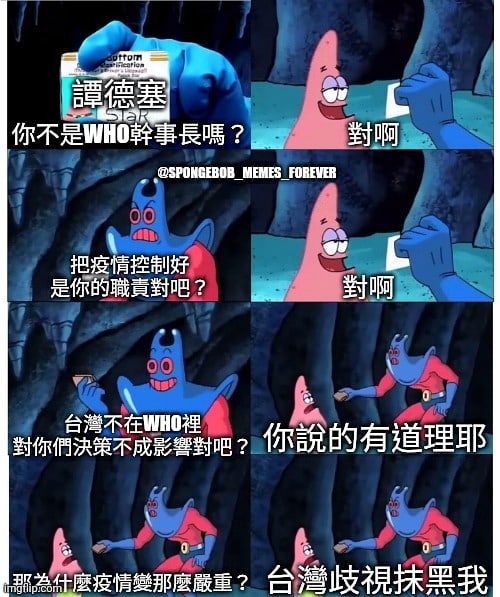 Bottom
Identification
譚德塞
Star
你不是WHO幹事長嗎？
對啊
@SPONGEBOB_MEMES_FOREVER
把疫情控制好
是你的職責對吧？
對啊
台灣不在WHO裡
對你們決策不成影響對吧？
你說的有道理耶
那為什麼疫情變那麼嚴重？
台灣歧視抹黑我
imgflip.com